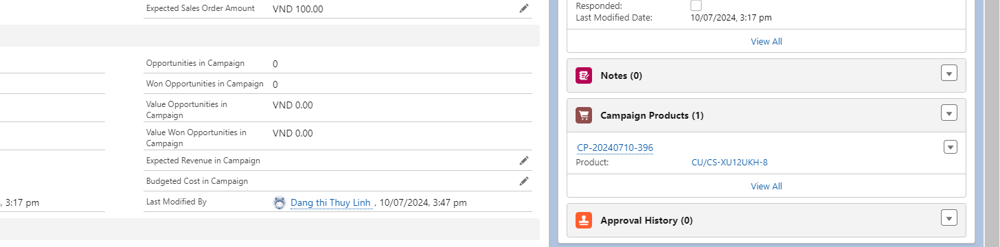 Expected Sales Order Amount VND 100.00
Opportunities in Campaign 0
Won Opportunities in Campaign 0
Value Opportunities in
Campaign VND 0.00
Value Won Opportunities in
Campaign VND 0.00
Expected Revenue in Campaign
Budgeted Cost in Campaign
, 3:17 pm
Last Modified By Dang thi Thuy Linh , 10/07/2024, 3:47 pm
Responded:
Last Modified Date: 10/07/2024, 3:17 pm
View All
Notes (0)
Campaign Products (1)
CP-20240710-396
Product: CU/CS-XU12UKH-8
View All
Approval History (0)